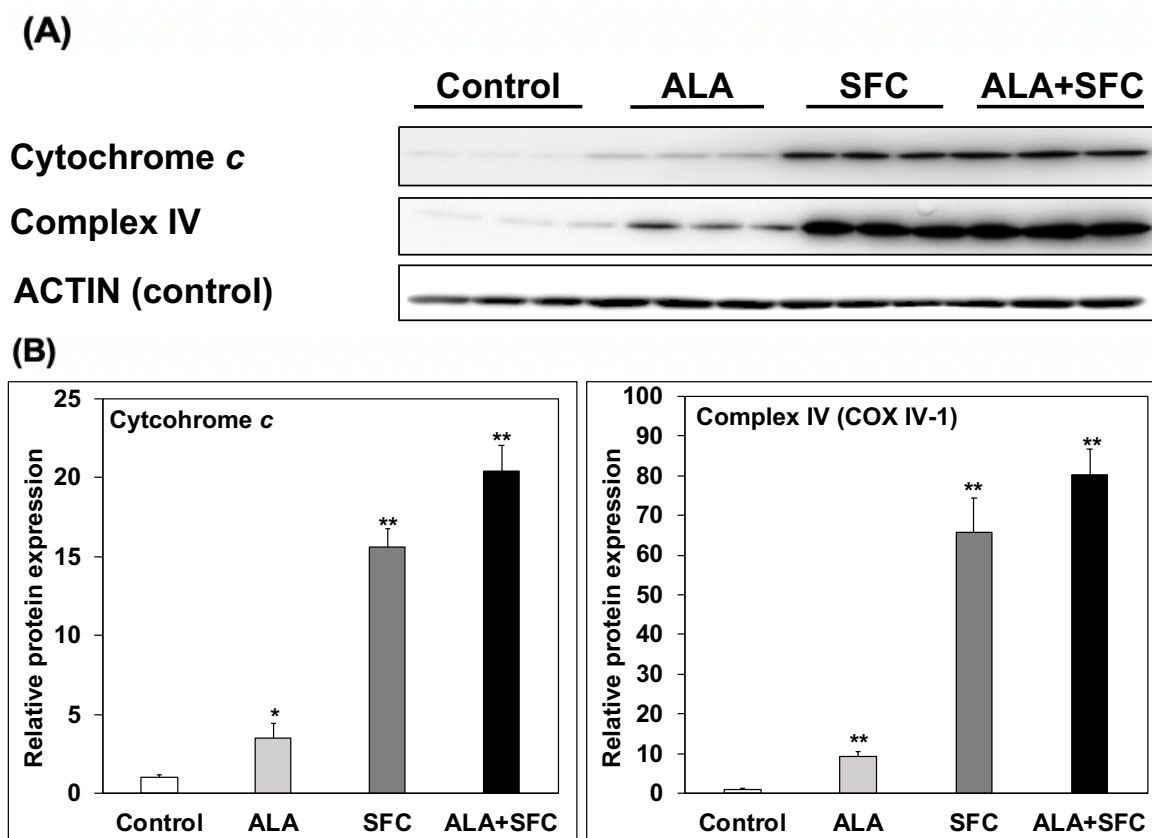 (A)
Control ALA SFC ALA+SFC
Cytochrome c
Complex IV
ACTIN (control)
(B)
Cytcohrome c
Relative protein expression
25
20
15
10
5
0
*
**
**
Control ALA SFC ALA+SFC
Complex IV (COX IV-1)
Relative protein expression
100
90
80
70
60
50
40
30
20
10
0
**
**
**
Control ALA SFC ALA+SFC